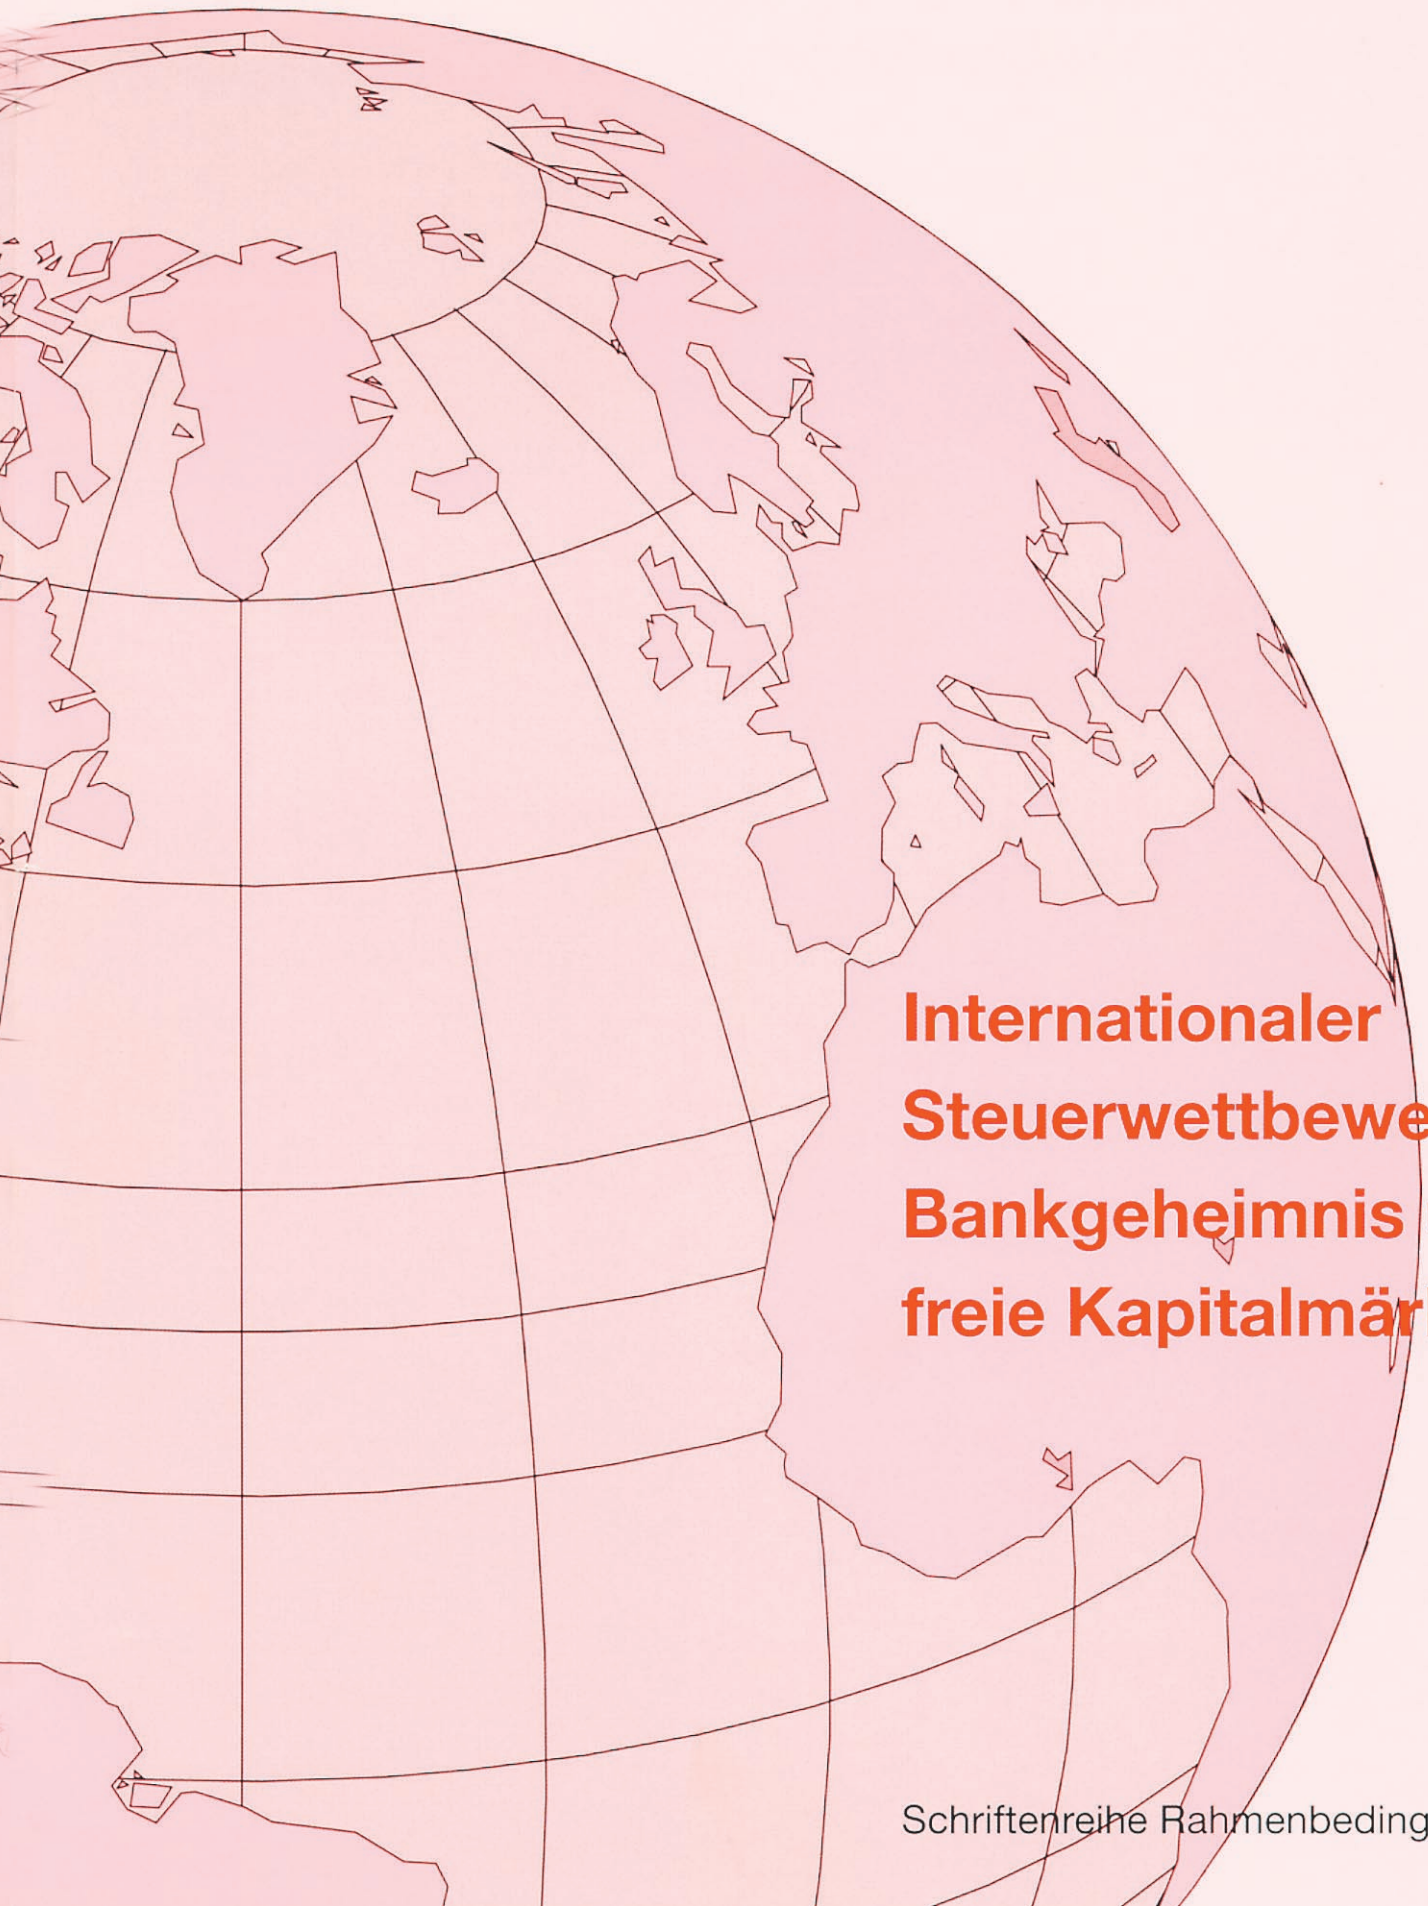 Internationaler
Steuerwettbewe
Bankgeheimnis
freie Kapitalmär
Schriftenreihe Rahmenbeding